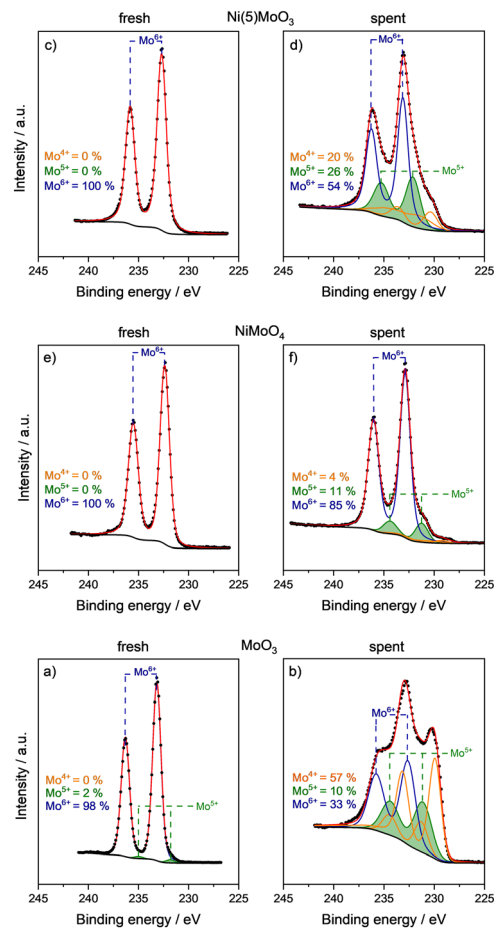 Ni(5)MoO₃
fresh
spent
c)
Mo⁶⁺
Mo⁴⁺ = 0 %
Mo⁵⁺ = 0 %
Mo⁶⁺ = 100 %
Intensity / a.u.
245 240 235 230 225
Binding energy / eV
d)
Mo⁶⁺
Mo⁴⁺ = 20 %
Mo⁵⁺ = 26 %
Mo⁶⁺ = 54 %
Mo⁵⁺
245 240 235 230 225
Binding energy / eV
NiMoO₄
fresh
spent
e)
Mo⁶⁺
Mo⁴⁺ = 0 %
Mo⁵⁺ = 0 %
Mo⁶⁺ = 100 %
Intensity / a.u.
245 240 235 230 225
Binding energy / eV
f)
Mo⁶⁺
Mo⁴⁺ = 4 %
Mo⁵⁺ = 11 %
Mo⁶⁺ = 85 %
Mo⁵⁺
245 240 235 230 225
Binding energy / eV
MoO₃
fresh
spent
a)
Mo⁶⁺
Mo⁴⁺ = 0 %
Mo⁵⁺ = 2 %
Mo⁶⁺ = 98 %
Mo⁵⁺
Intensity / a.u.
245 240 235 230 225
Binding energy / eV
b)
Mo⁶⁺
Mo⁵⁺
Mo⁴⁺ = 57 %
Mo⁵⁺ = 10 %
Mo⁶⁺ = 33 %
245 240 235 230 225
Binding energy / eV